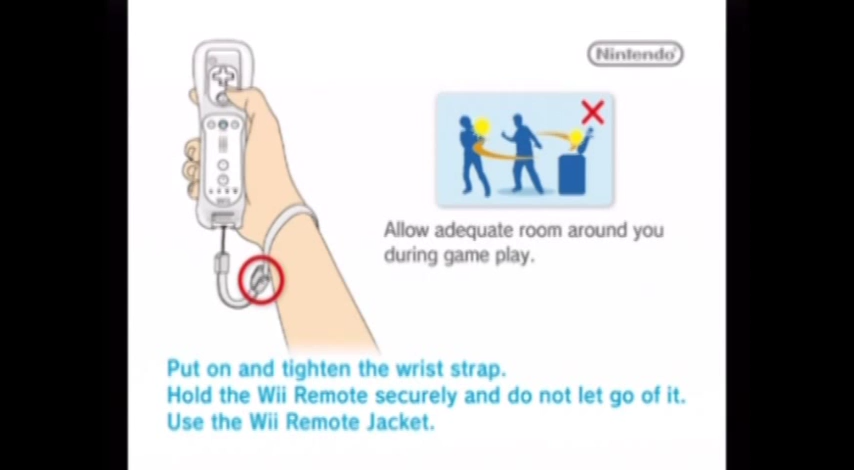 Nintendo
Allow adequate room around you
during game play.
Put on and tighten the wrist strap.
Hold the Wii Remote securely and do not let go of it.
Use the Wii Remote Jacket.